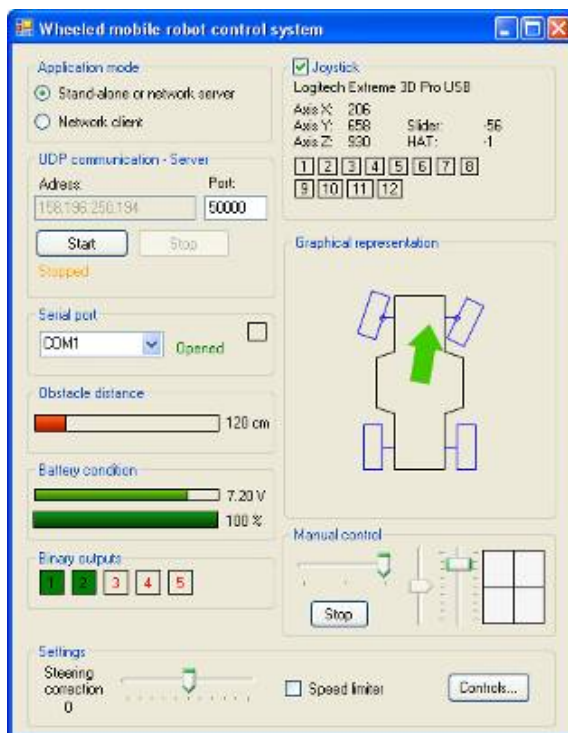 Wheeled mobile robot control system
Application mode
Stand-alone or network server
Network client
UDP communication - Server
Adress:
Port:
158.196.250.194
50000
Start
Stop
Stopped
Serial port
COM1
Opened
Obstacle distance
120 cm
Battery condition
7.20 V
100 %
Binary outputs
1 2 3 4 5
Joystick
Logitech Extreme 3D Pro USB
Axis X: 206
Axis Y: 658 Slider: -56
Axis Z: 930 HAT: -1
1 2 3 4 5 6 7 8
9 10 11 12
Graphical representation
Manual control
Stop
Settings
Steering
correction
0
Speed limiter
Controls...